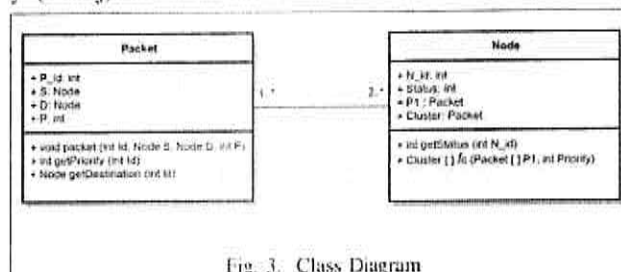 Packet
+ P_id: int
+ S: Node
+ D: Node
+ P: int
+ void packet (int Id, Node S, Node D, int P)
+ int getPriority (int Id)
+ Node getDestination (int Id)
1..*
2..*
Node
+ N_id: int
+ Status: int
+ P1 : Packet
+ Cluster: Packet
+ int getStatus (int N_id)
+ Cluster [ ] (Packet [ ] P1, int Priority)
Fig. 3. Class Diagram